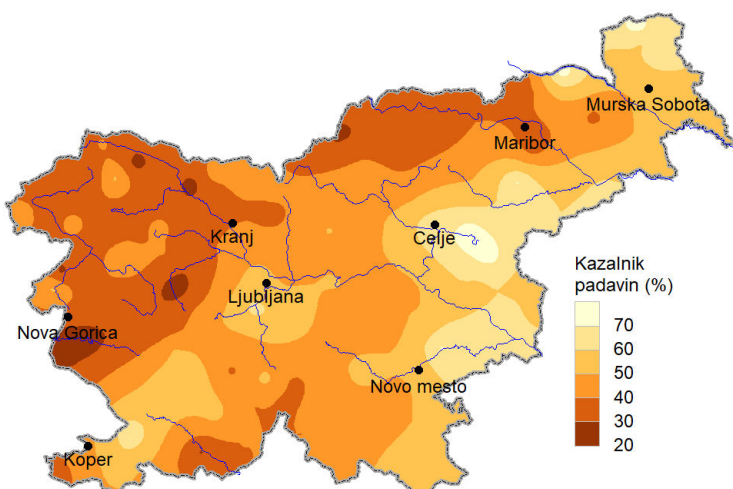 Murska Sobota
Maribor
Kranj
Celje
Ljubljana
Nova Gorica
Novo mesto
Koper
Kazalnik
padavin (%)
70
60
50
40
30
20